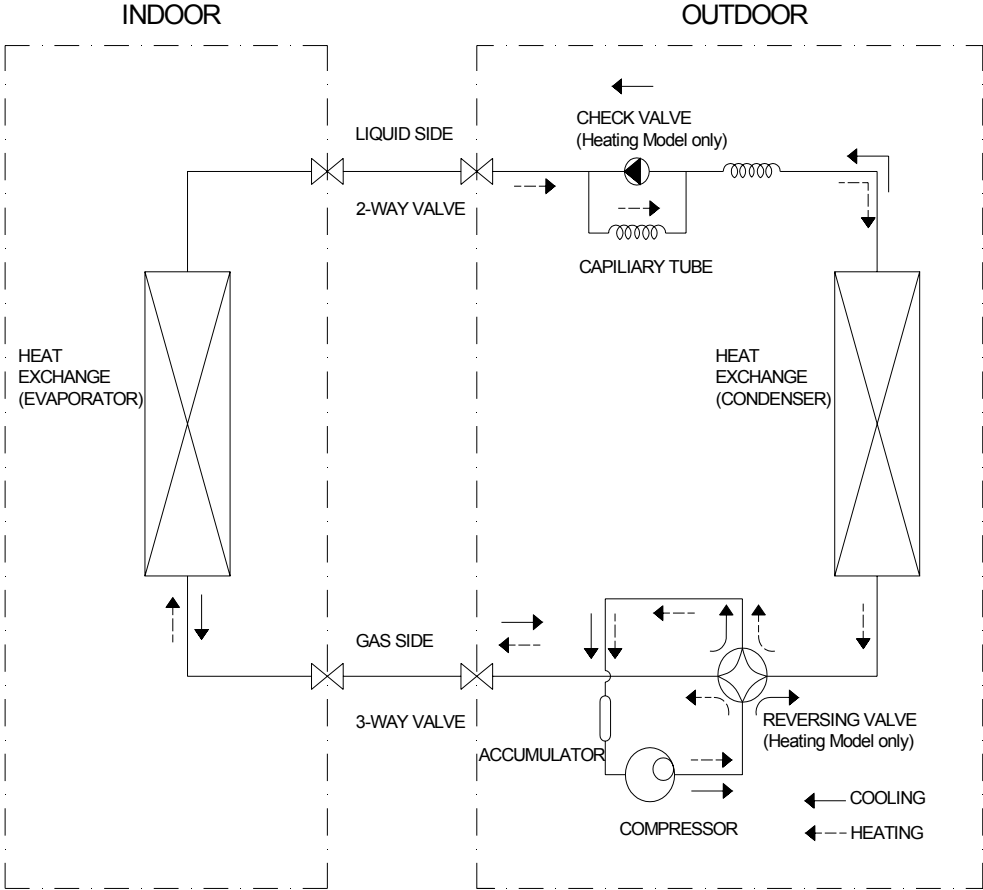 INDOOR
OUTDOOR
LIQUID SIDE
2-WAY VALVE
CHECK VALVE
(Heating Model only)
CAPILIARY TUBE
HEAT
EXCHANGE
(EVAPORATOR)
HEAT
EXCHANGE
(CONDENSER)
GAS SIDE
3-WAY VALVE
ACCUMULATOR
REVERSING VALVE
(Heating Model only)
COMPRESSOR
COOLING
HEATING